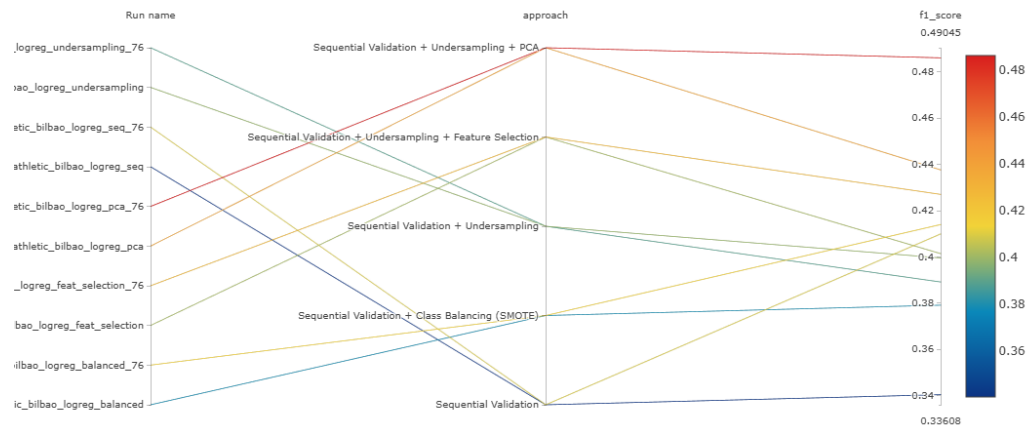 Run name
approach
f1_score
0.49045
_logreg_undersampling_76
bao_logreg_undersampling
etic_bilbao_logreg_seq_76
athletic_bilbao_logreg_seq
etic_bilbao_logreg_pca_76
athletic_bilbao_logreg_pca
_logreg_feat_selection_76
bao_logreg_feat_selection
bilbao_logreg_balanced_76
ic_bilbao_logreg_balanced
Sequential Validation + Undersampling + PCA
Sequential Validation + Undersampling + Feature Selection
Sequential Validation + Undersampling
Sequential Validation + Class Balancing (SMOTE)
Sequential Validation
0.48
0.46
0.44
0.42
0.4
0.38
0.36
0.34
0.33608
0.48
0.46
0.44
0.42
0.4
0.38
0.36